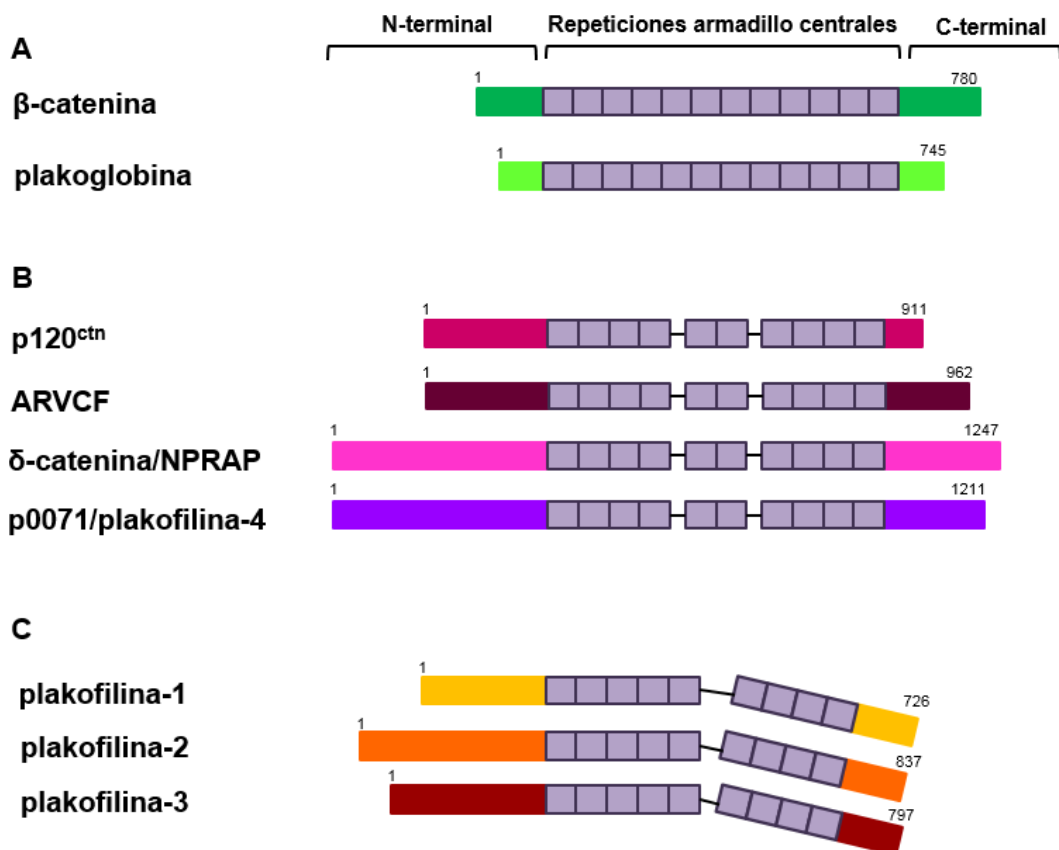 N-terminal Repeticiones armadillo centrales C-terminal
A
1 780
β-catenina
1 745
plakoglobina
B
1 911
p120ctn
1 962
ARVCF
1 1247
δ-catenina/NPRAP
1 1211
p0071/plakofilina-4
C
1
plakofilina-1 726
1
plakofilina-2 837
1
plakofilina-3 797